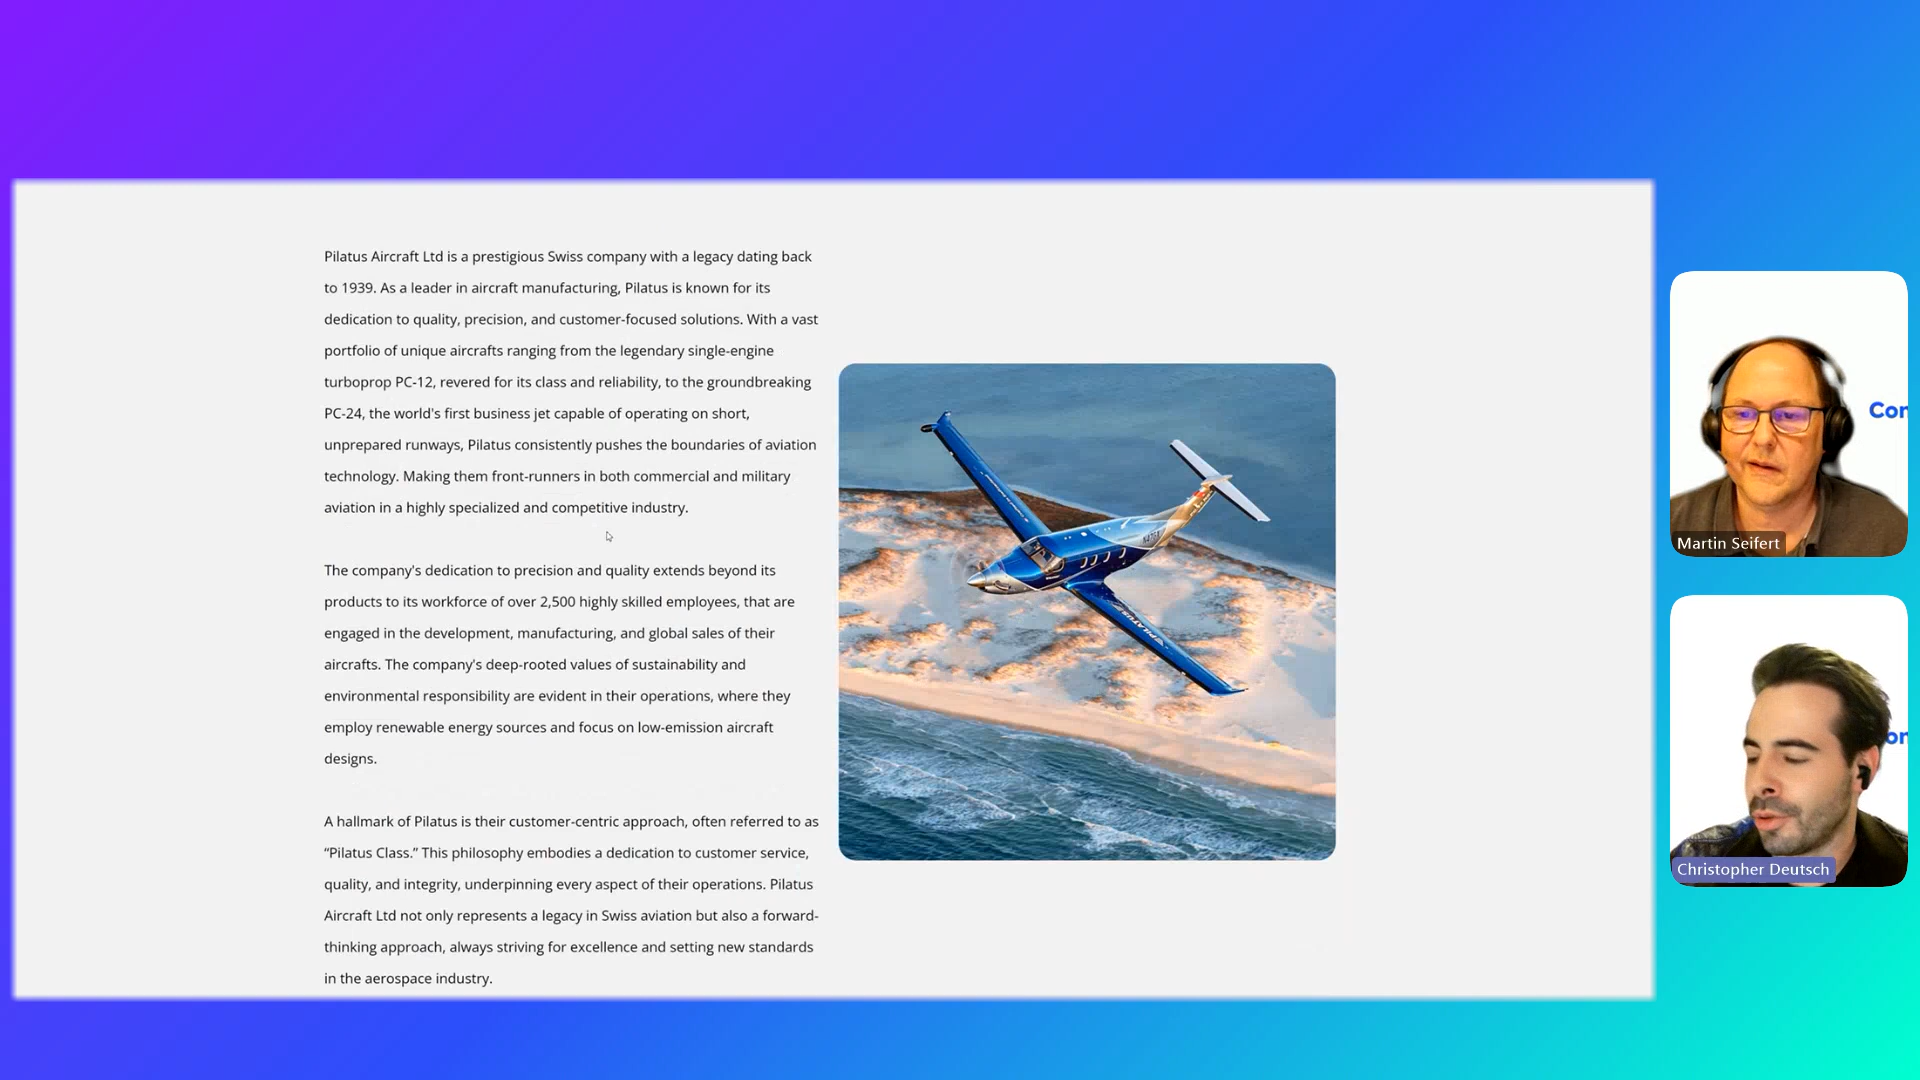 Pilatus Aircraft Ltd is a prestigious Swiss company with a legacy dating back
to 1939. As a leader in aircraft manufacturing, Pilatus is known for its
dedication to quality, precision, and customer-focused solutions. With a vast
portfolio of unique aircrafts ranging from the legendary single-engine
turboprop PC-12, revered for its class and reliability, to the groundbreaking
PC-24, the world's first business jet capable of operating on short,
unprepared runways, Pilatus consistently pushes the boundaries of aviation
technology. Making them front-runners in both commercial and military
aviation in a highly specialized and competitive industry.
The company's dedication to precision and quality extends beyond its
products to its workforce of over 2,500 highly skilled employees, that are
engaged in the development, manufacturing, and global sales of their
aircrafts. The company's deep-rooted values of sustainability and
environmental responsibility are evident in their operations, where they
employ renewable energy sources and focus on low-emission aircraft
designs.
A hallmark of Pilatus is their customer-centric approach, often referred to as
“Pilatus Class.” This philosophy embodies a dedication to customer service,
quality, and integrity, underpinning every aspect of their operations. Pilatus
Aircraft Ltd not only represents a legacy in Swiss aviation but also a forward-
thinking approach, always striving for excellence and setting new standards
in the aerospace industry.
PILATUS
Con
Martin Seifert
on
Christopher Deutsch